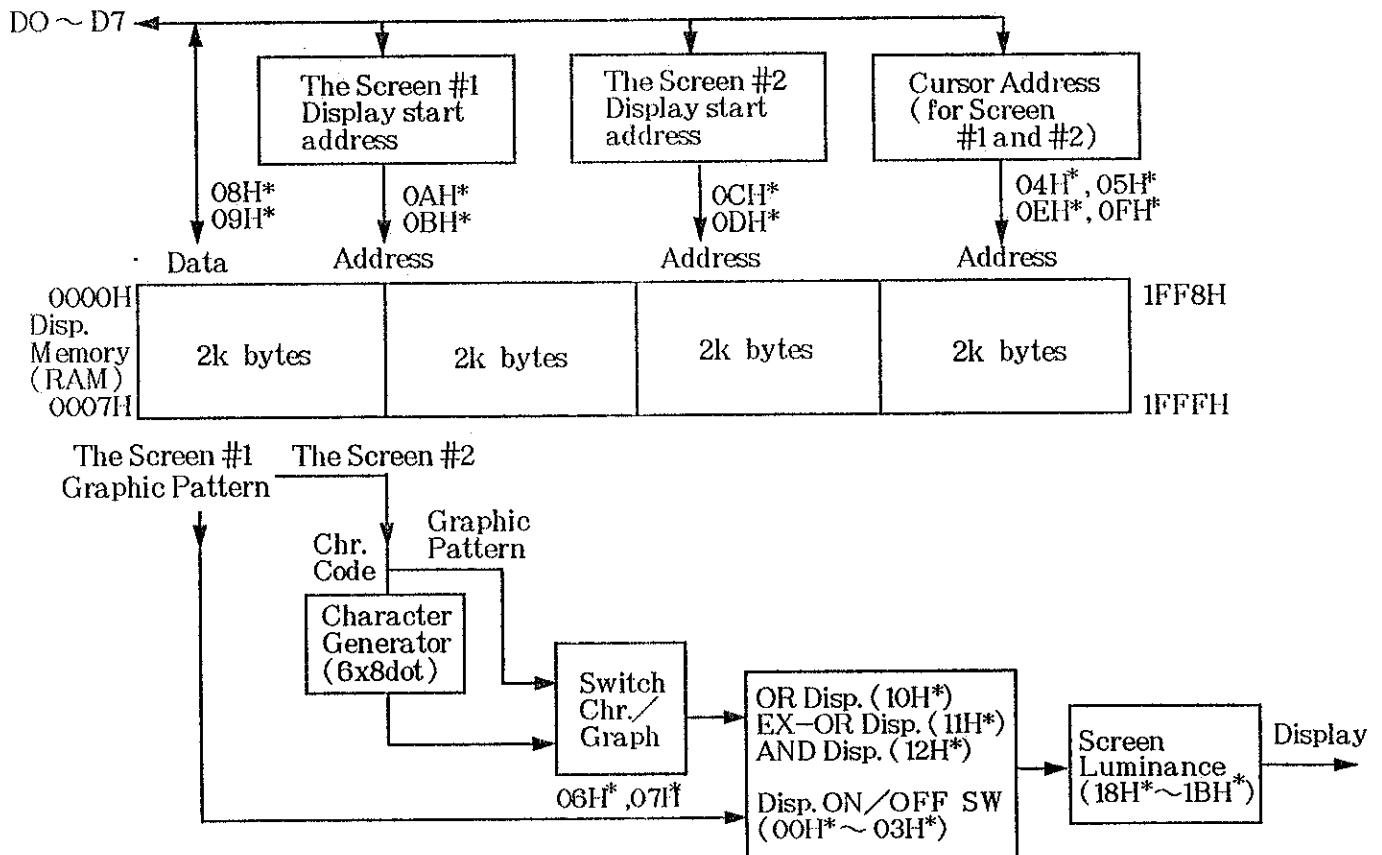 DO ~ D7
The Screen #1
Display start
address
The Screen #2
Display start
address
Cursor Address
(for Screen
#1 and #2)
08H*
09H*
0AH*
0BH*
0CH*
0DH*
04H*, 05H*
0EH*, 0FH*
Data
Address
Address
Address
0000H
Disp.
Memory
(RAM)
0007H
2k bytes
2k bytes
2k bytes
2k bytes
1FF8H
1FFFH
The Screen #1
Graphic Pattern
The Screen #2
Chr.
Code
Graphic
Pattern
Character
Generator
(6x8dot)
Switch
Chr./
Graph
06H*, 07H*
OR Disp. (10H*)
EX-OR Disp. (11H*)
AND Disp. (12H*)
Disp. ON/OFF SW
(00H*~03H*)
Screen
Luminance
(18H*~1BH*)
Display